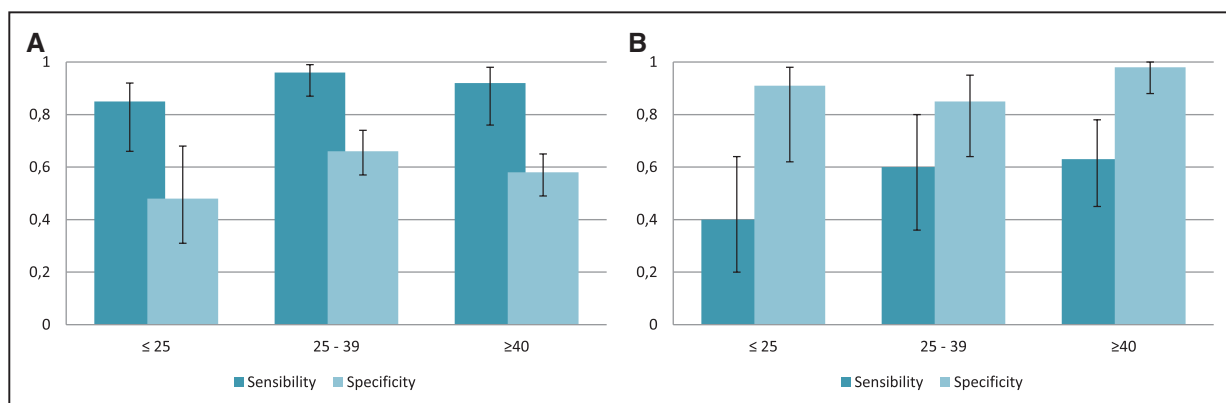 A
1
0,8
0,6
0,4
0,2
0
≤ 25
25 - 39
≥40
Sensibility
Specificity
B
1
0,8
0,6
0,4
0,2
0
≤ 25
25 - 39
≥40
Sensibility
Specificity